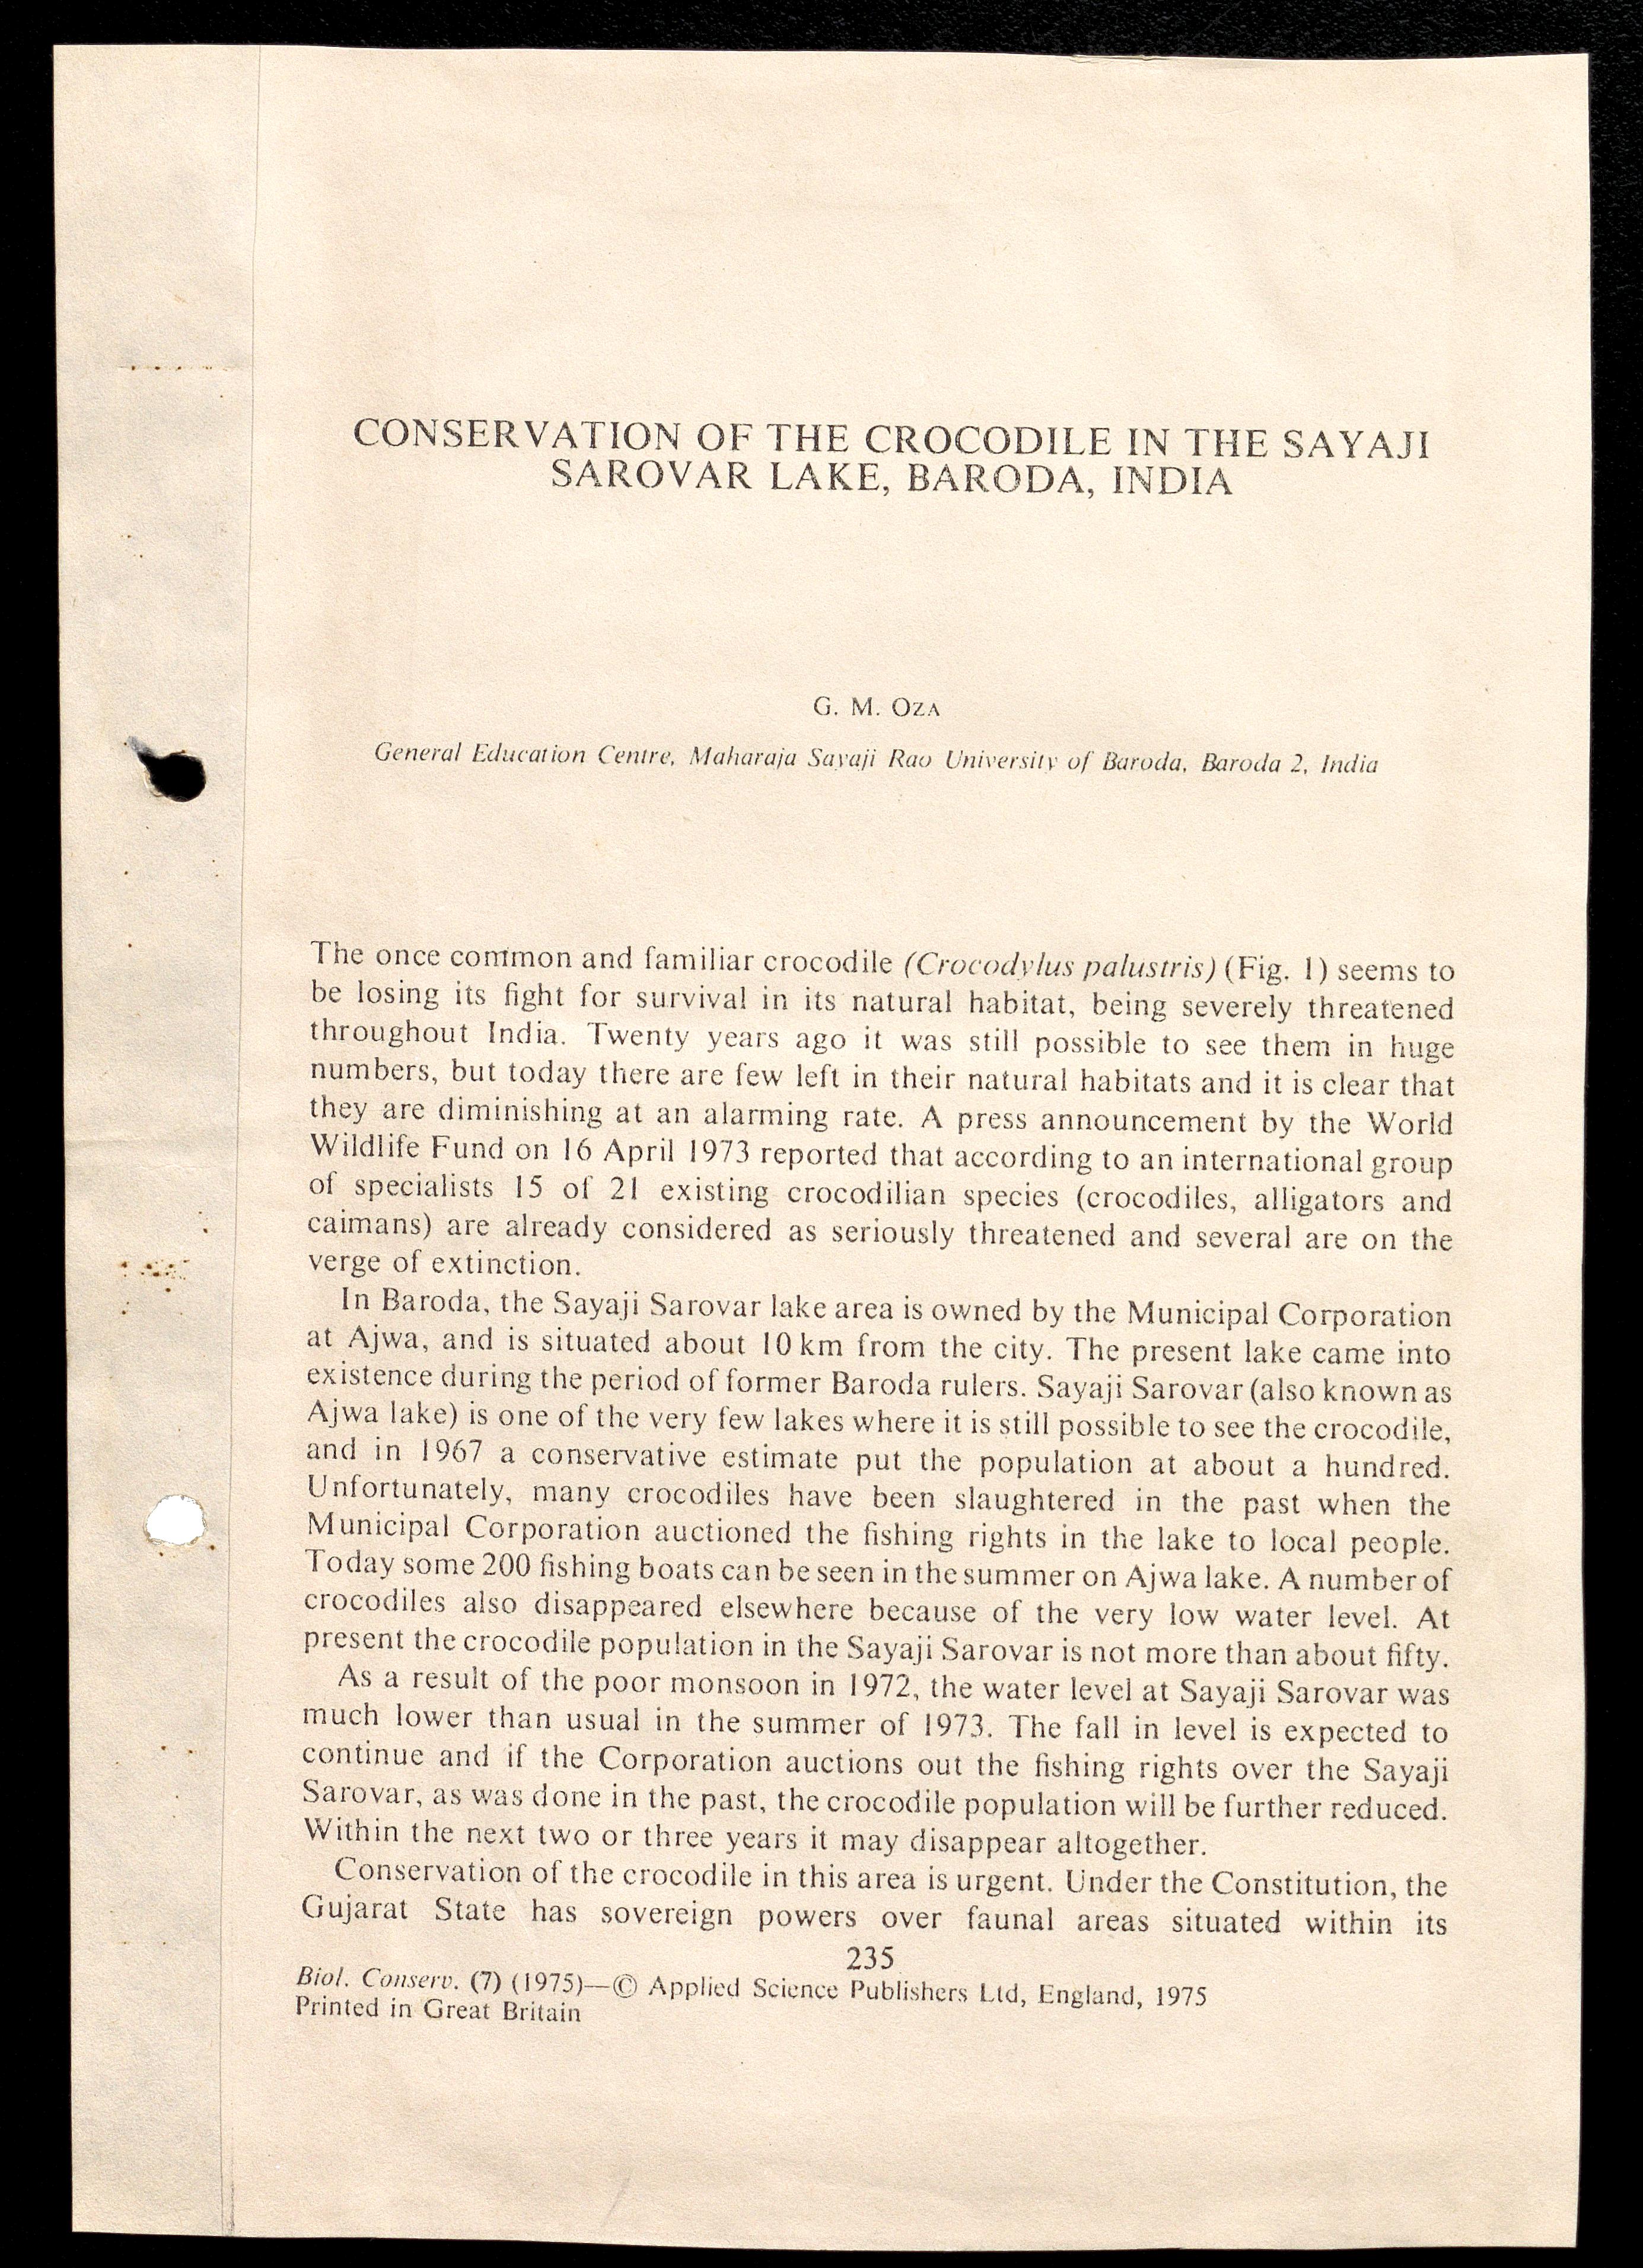 CONSERVATION OF THE CROCODILE IN THE SAYAJI
SAROVAR LAKE, BARODA, INDIA
G. M. OZA
General Education Centre, Maharaja Sayaji Rao University of Baroda, Baroda 2, India
The once common and familiar crocodile (Crocodylus palustris) (Fig. 1) seems to
be losing its fight for survival in its natural habitat, being severely threatened
throughout India. Twenty years ago it was still possible to see them in huge
numbers, but today there are few left in their natural habitats and it is clear that
they are diminishing at an alarming rate. A press announcement by the World
Wildlife Fund on 16 April 1973 reported that according to an international group
of specialists 15 of 21 existing crocodilian species (crocodiles, alligators and
caimans) are already considered as seriously threatened and several are on the
verge of extinction.
In Baroda, the Sayaji Sarovar lake area is owned by the Municipal Corporation
at Ajwa, and is situated about 10 km from the city. The present lake came into
existence during the period of former Baroda rulers. Sayaji Sarovar (also known as
Ajwa lake) is one of the very few lakes where it is still possible to see the crocodile,
and in 1967 a conservative estimate put the population at about a hundred.
Unfortunately, many crocodiles have been slaughtered in the past when the
Municipal Corporation auctioned the fishing rights in the lake to local people.
Today some 200 fishing boats can be seen in the summer on Ajwa lake. A number of
crocodiles also disappeared elsewhere because of the very low water level. At
present the crocodile population in the Sayaji Sarovar is not more than about fifty.
As a result of the poor monsoon in 1972, the water level at Sayaji Sarovar was
much lower than usual in the summer of 1973. The fall in level is expected to
continue and if the Corporation auctions out the fishing rights over the Sayaji
Sarovar, as was done in the past, the crocodile population will be further reduced.
Within the next two or three years it may disappear altogether.
Conservation of the crocodile in this area is urgent. Under the Constitution, the
Gujarat State has sovereign powers over faunal areas situated within its
235
Biol. Conserv. (7) (1975)—© Applied Science Publishers Ltd, England, 1975
Printed in Great Britain